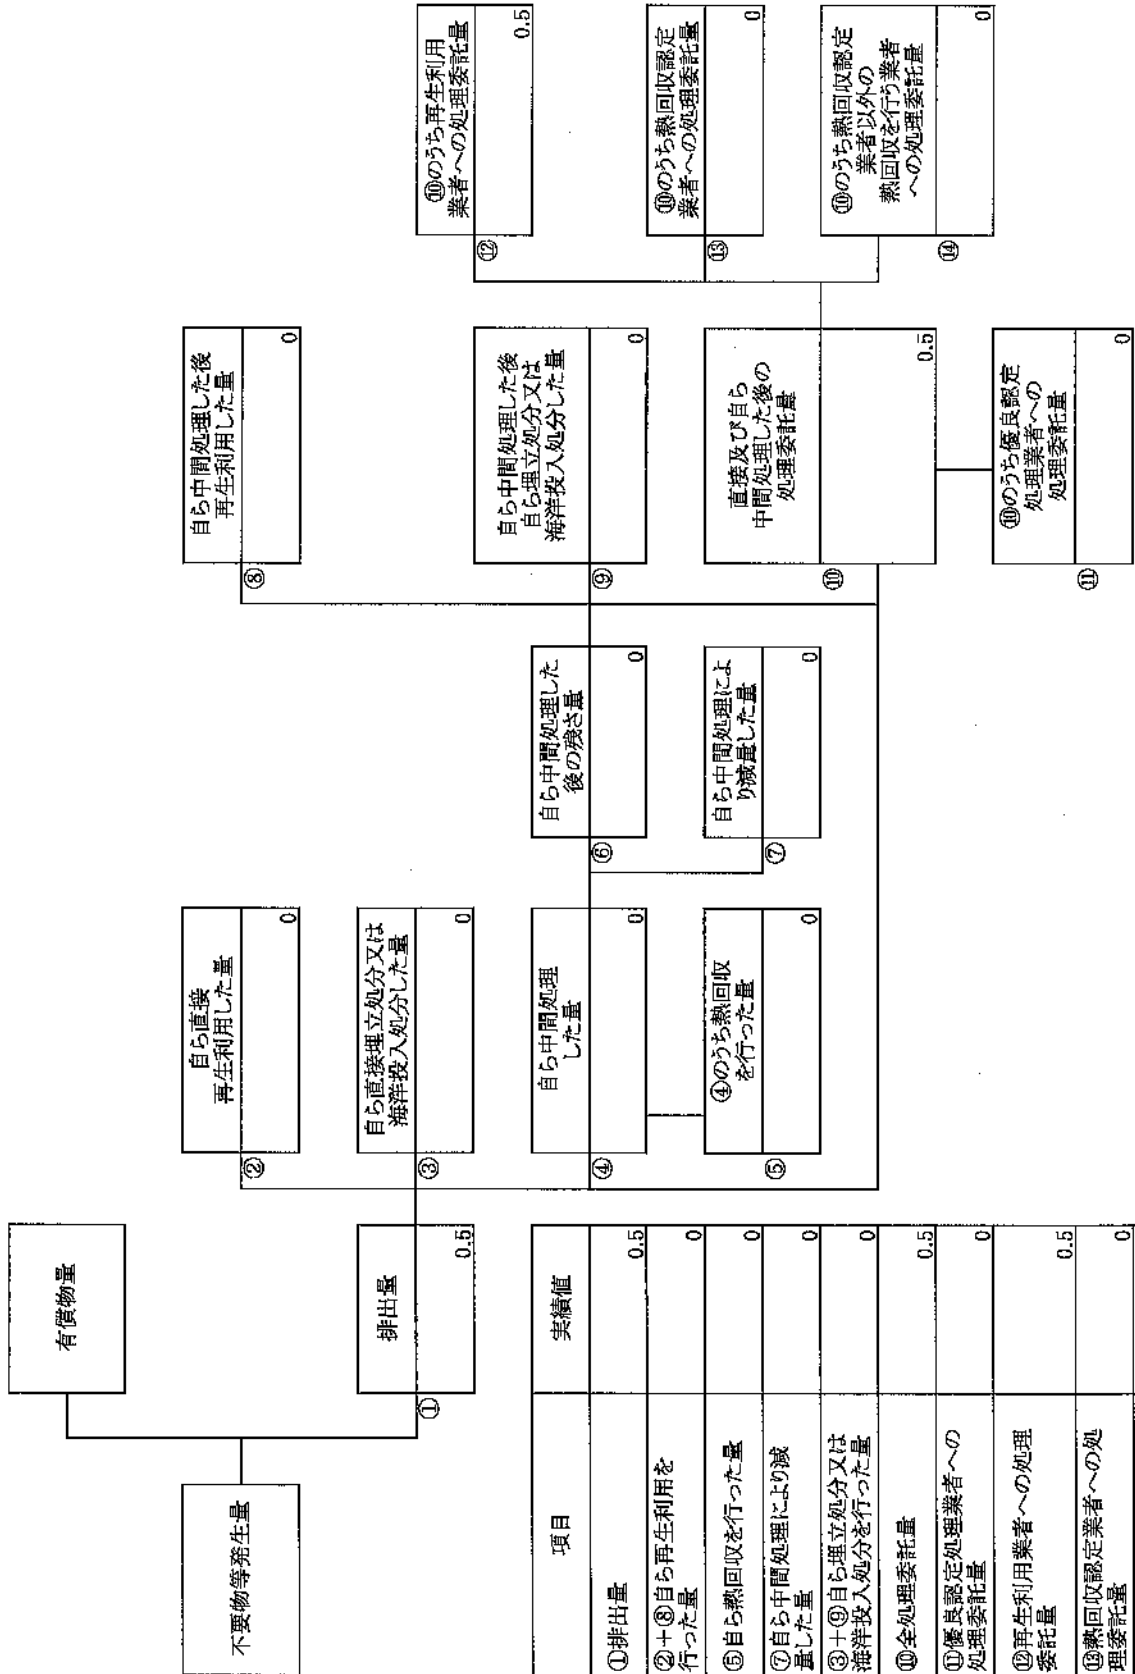 不要物等発生量
有償物量
①
排出量
0.5
②
自ら直接
再生利用した量
0
③
自ら直接埋立処分又は
海洋投入処分した量
0
④
自ら中間処理
した量
0
⑤
④のうち熱回収
を行った量
0
⑥
自ら中間処理した
後の残さ量
0
⑦
自ら中間処理によ
り減量した量
0
⑧
自ら中間処理した後
再生利用した量
0
⑨
自ら中間処理した後
自ら埋立処分又は
海洋投入処分した量
0
⑩
直接及び自ら
中間処理した後の
処理委託量
0.5
⑪
⑩のうち優良認定
処理業者への
処理委託量
0
⑫
⑩のうち再生利用
業者への処理委託量
0.5
⑬
⑩のうち熱回収認定
業者への処理委託量
0
⑭
⑩のうち熱回収認定
業者以外の
熱回収を行う業者
への処理委託量
0
項目 実績値
①排出量 0.5
②+⑧自ら再生利用を
行った量 0
⑤自ら熱回収を行った量 0
⑦自ら中間処理により減
量した量 0
③+⑨自ら埋立処分又は
海洋投入処分を行った量 0
⑩全処理委託量 0.5
⑪優良認定処理業者への
処理委託量 0
⑫再生利用業者への処理
委託量 0.5
⑬熱回収認定業者への処
理委託量 0